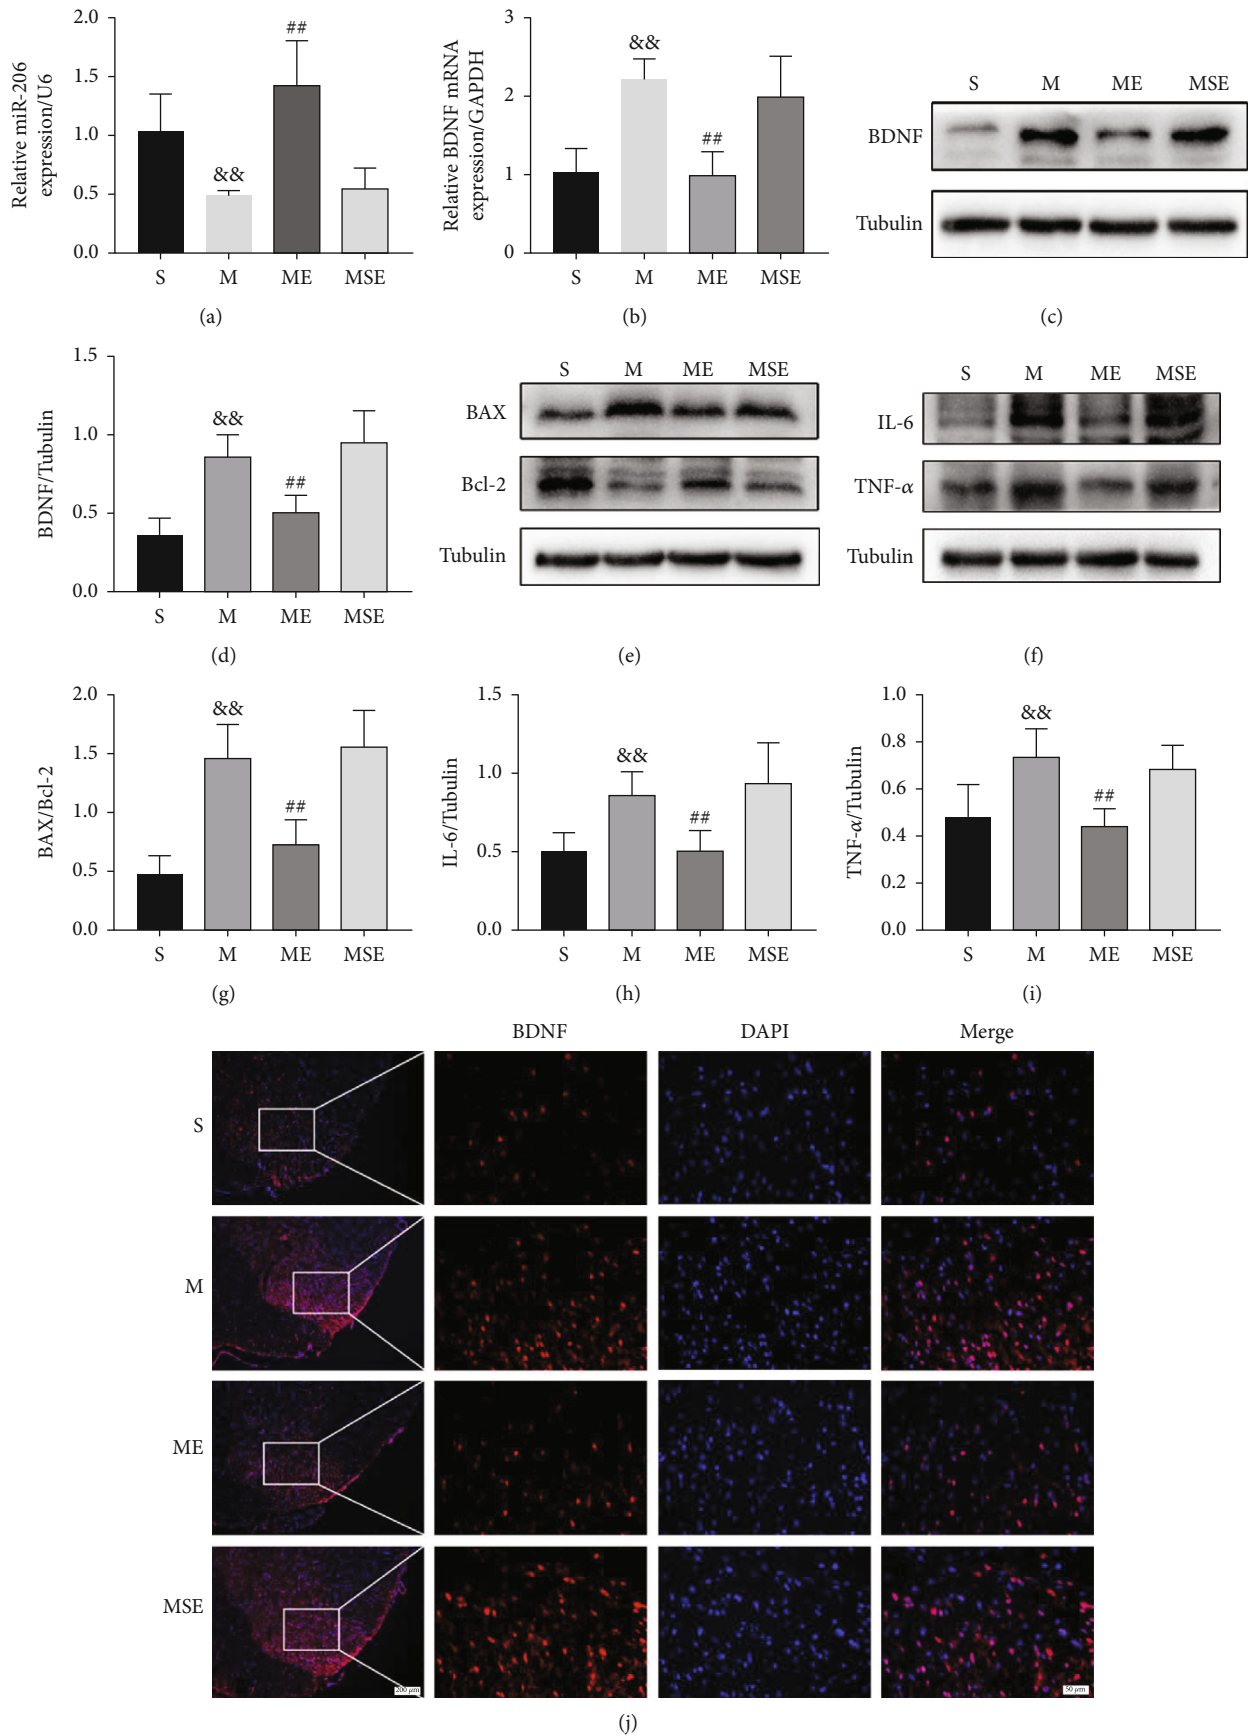 Relative miR-206
expression/U6
2.0
1.5
1.0
0.5
0.0
&&
##
S M ME MSE
(a)
Relative BDNF mRNA
expression/GAPDH
3
2
1
0
&&
##
S M ME MSE
(b)
S M ME MSE
BDNF
Tubulin
(c)
BDNF/Tubulin
1.5
1.0
0.5
0.0
&&
##
S M ME MSE
(d)
S M ME MSE
BAX
Bcl-2
Tubulin
(e)
S M ME MSE
IL-6
TNF-α
Tubulin
(f)
BAX/Bcl-2
2.0
1.5
1.0
0.5
0.0
&&
##
S M ME MSE
(g)
IL-6/Tubulin
1.5
1.0
0.5
0.0
&&
##
S M ME MSE
(h)
TNF-α/Tubulin
1.0
0.8
0.6
0.4
0.2
0.0
&&
##
S M ME MSE
(i)
BDNF DAPI Merge
S
M
ME
MSE
200 μm
50 μm
(j)